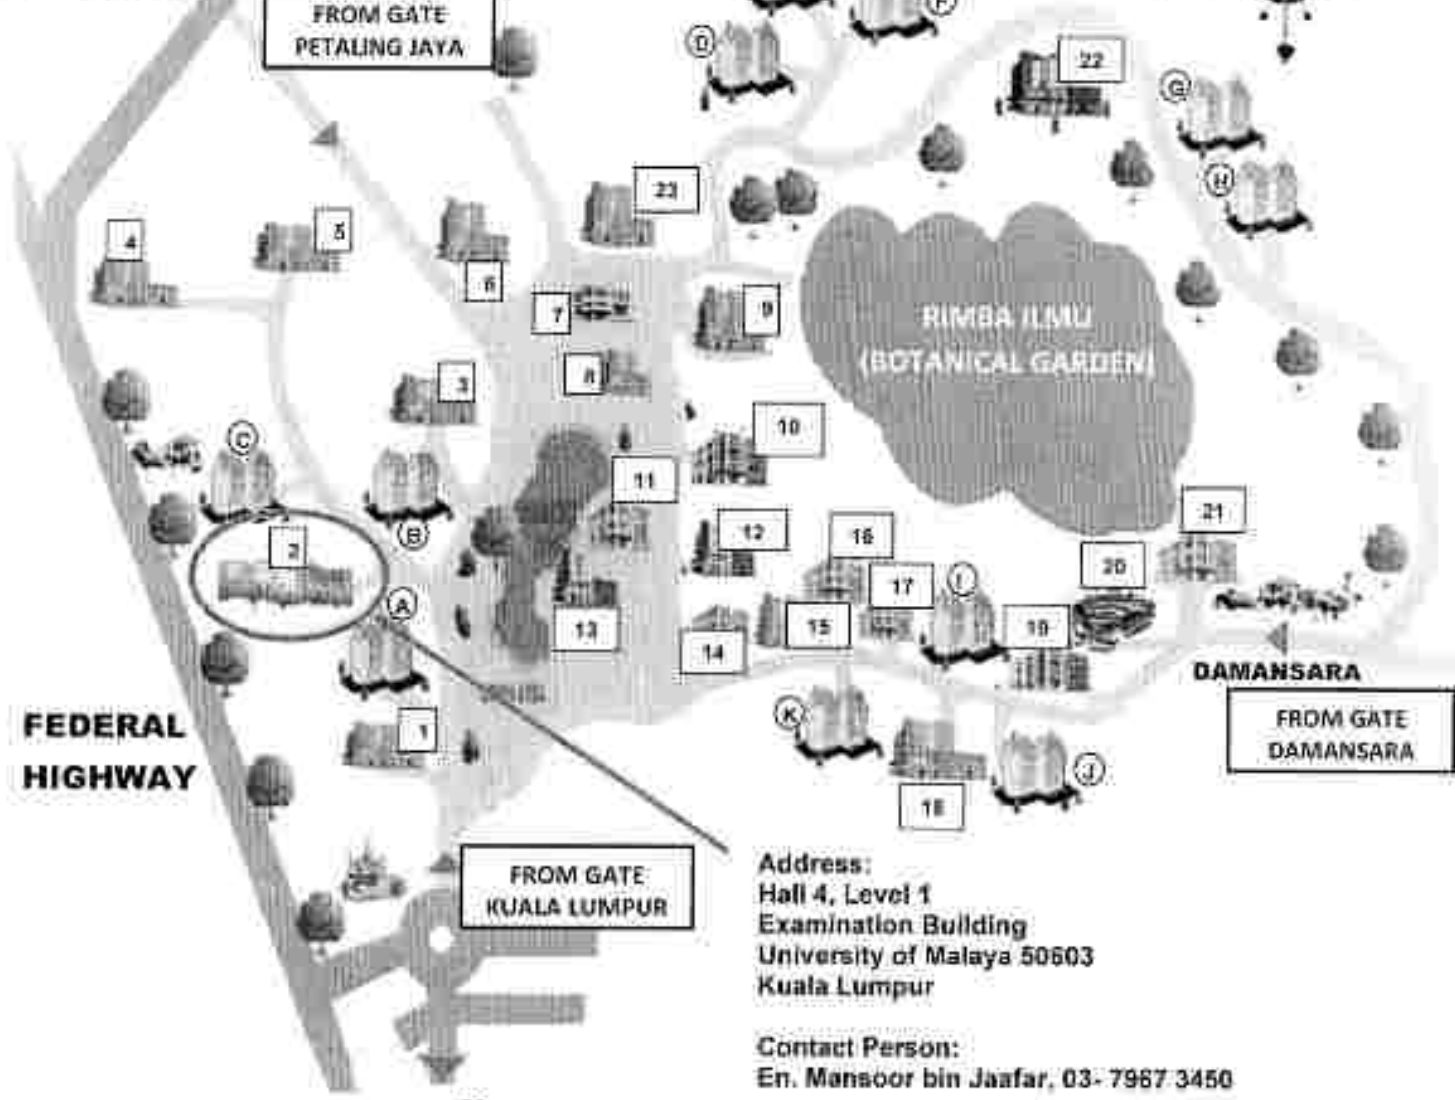 FROM GATE
PETALING JAYA
F
D
22
G
H
23
4
5
6
7
9
RIMBA ILMU
(BOTANICAL GARDEN)
8
3
10
C
11
B
21
12
16
2
20
17
I
A
13
15
19
14
DAMANSARA
K
FROM GATE
DAMANSARA
FEDERAL
HIGHWAY
1
J
18
FROM GATE
KUALA LUMPUR
Address:
Hall 4, Level 1
Examination Building
University of Malaya 50603
Kuala Lumpur
Contact Person:
En. Mansoor bin Jaafar, 03- 7967 3450